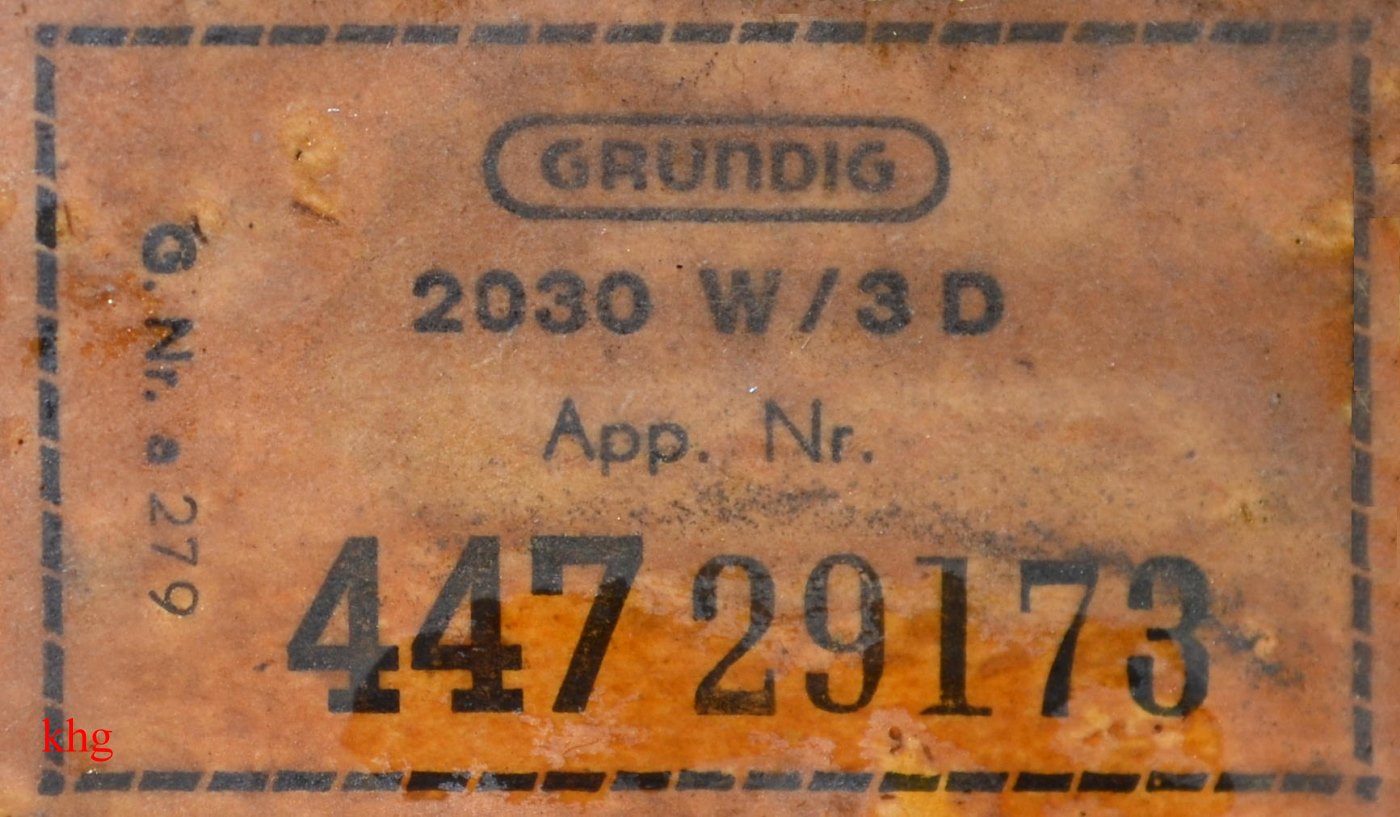 GRUNDIG
2030 W/3D
App. Nr.
447 29173
G. Nr. a 279
khg